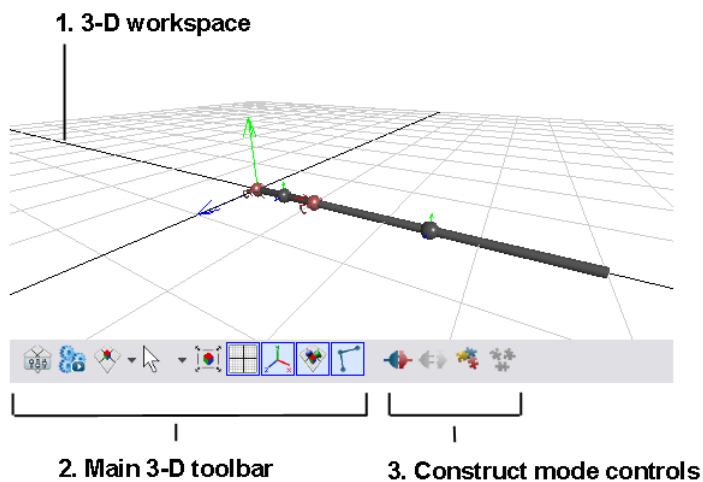 1. 3-D workspace
2. Main 3-D toolbar
3. Construct mode controls